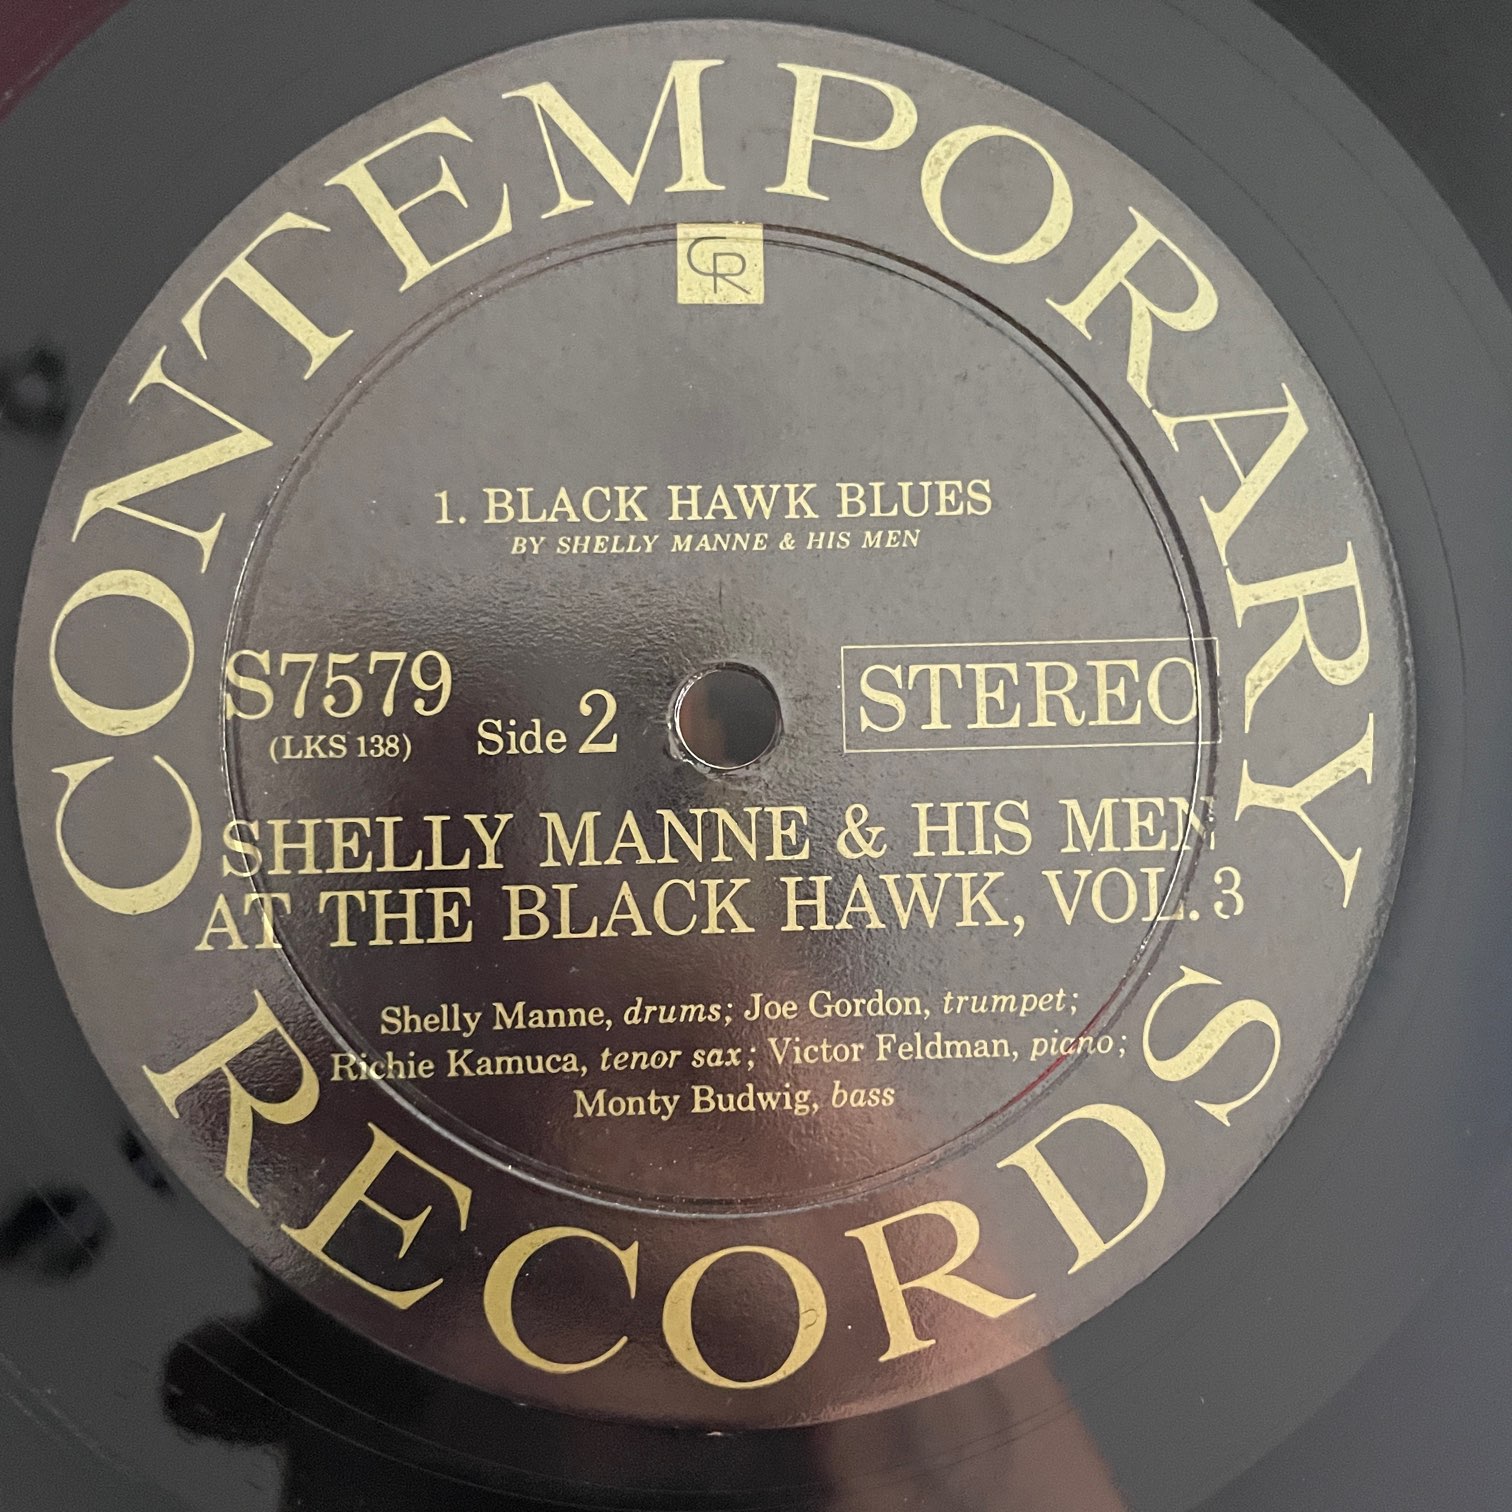 CONTEMPORARY
CR
1. BLACK HAWK BLUES
BY SHELLY MANNE & HIS MEN
S7579
(LKS 138)
Side 2
STEREO
SHELLY MANNE & HIS MEN
AT THE BLACK HAWK, VOL. 3
Shelly Manne, drums; Joe Gordon, trumpet;
Richie Kamuca, tenor sax; Victor Feldman, piano;
Monty Budwig, bass
RECORDS